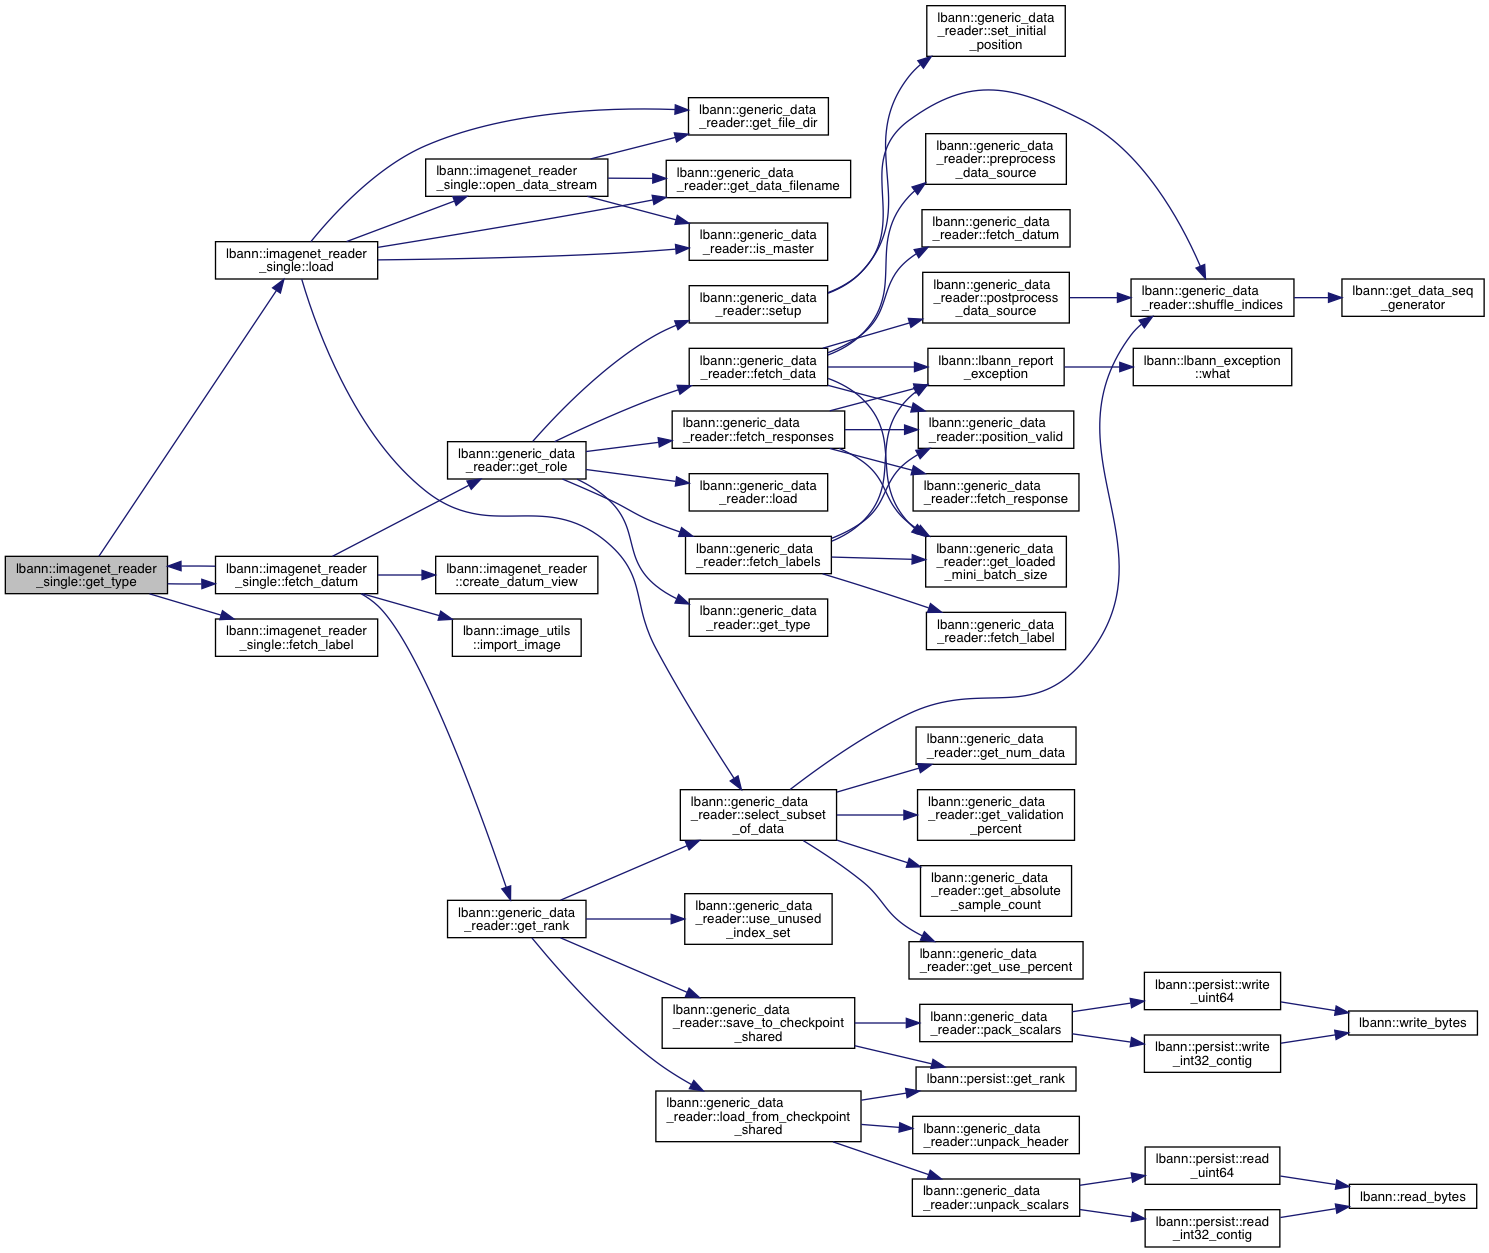 lbann::generic_data
_reader::set_initial
_position
lbann::generic_data
_reader::get_file_dir
lbann::generic_data
_reader::preprocess
_data_source
lbann::imagenet_reader
_single::open_data_stream
lbann::generic_data
_reader::get_data_filename
lbann::generic_data
_reader::fetch_datum
lbann::imagenet_reader
_single::load
lbann::generic_data
_reader::is_master
lbann::generic_data
_reader::setup
lbann::generic_data
_reader::postprocess
_data_source
lbann::generic_data
_reader::shuffle_indices
lbann::get_data_seq
_generator
lbann::generic_data
_reader::fetch_data
lbann::lbann_report
_exception
lbann::lbann_exception
::what
lbann::generic_data
_reader::fetch_responses
lbann::generic_data
_reader::position_valid
lbann::generic_data
_reader::get_role
lbann::generic_data
_reader::load
lbann::generic_data
_reader::fetch_response
lbann::imagenet_reader
_single::get_type
lbann::imagenet_reader
_single::fetch_datum
lbann::imagenet_reader
::create_datum_view
lbann::generic_data
_reader::fetch_labels
lbann::generic_data
_reader::get_loaded
_mini_batch_size
lbann::imagenet_reader
_single::fetch_label
lbann::image_utils
::import_image
lbann::generic_data
_reader::get_type
lbann::generic_data
_reader::fetch_label
lbann::generic_data
_reader::get_num_data
lbann::generic_data
_reader::select_subset
_of_data
lbann::generic_data
_reader::get_validation
_percent
lbann::generic_data
_reader::get_absolute
_sample_count
lbann::generic_data
_reader::get_rank
lbann::generic_data
_reader::use_unused
_index_set
lbann::generic_data
_reader::get_use_percent
lbann::generic_data
_reader::save_to_checkpoint
_shared
lbann::generic_data
_reader::pack_scalars
lbann::persist::write
_uint64
lbann::persist::write
_int32_contig
lbann::write_bytes
lbann::persist::get_rank
lbann::generic_data
_reader::load_from_checkpoint
_shared
lbann::generic_data
_reader::unpack_header
lbann::generic_data
_reader::unpack_scalars
lbann::persist::read
_uint64
lbann::persist::read
_int32_contig
lbann::read_bytes